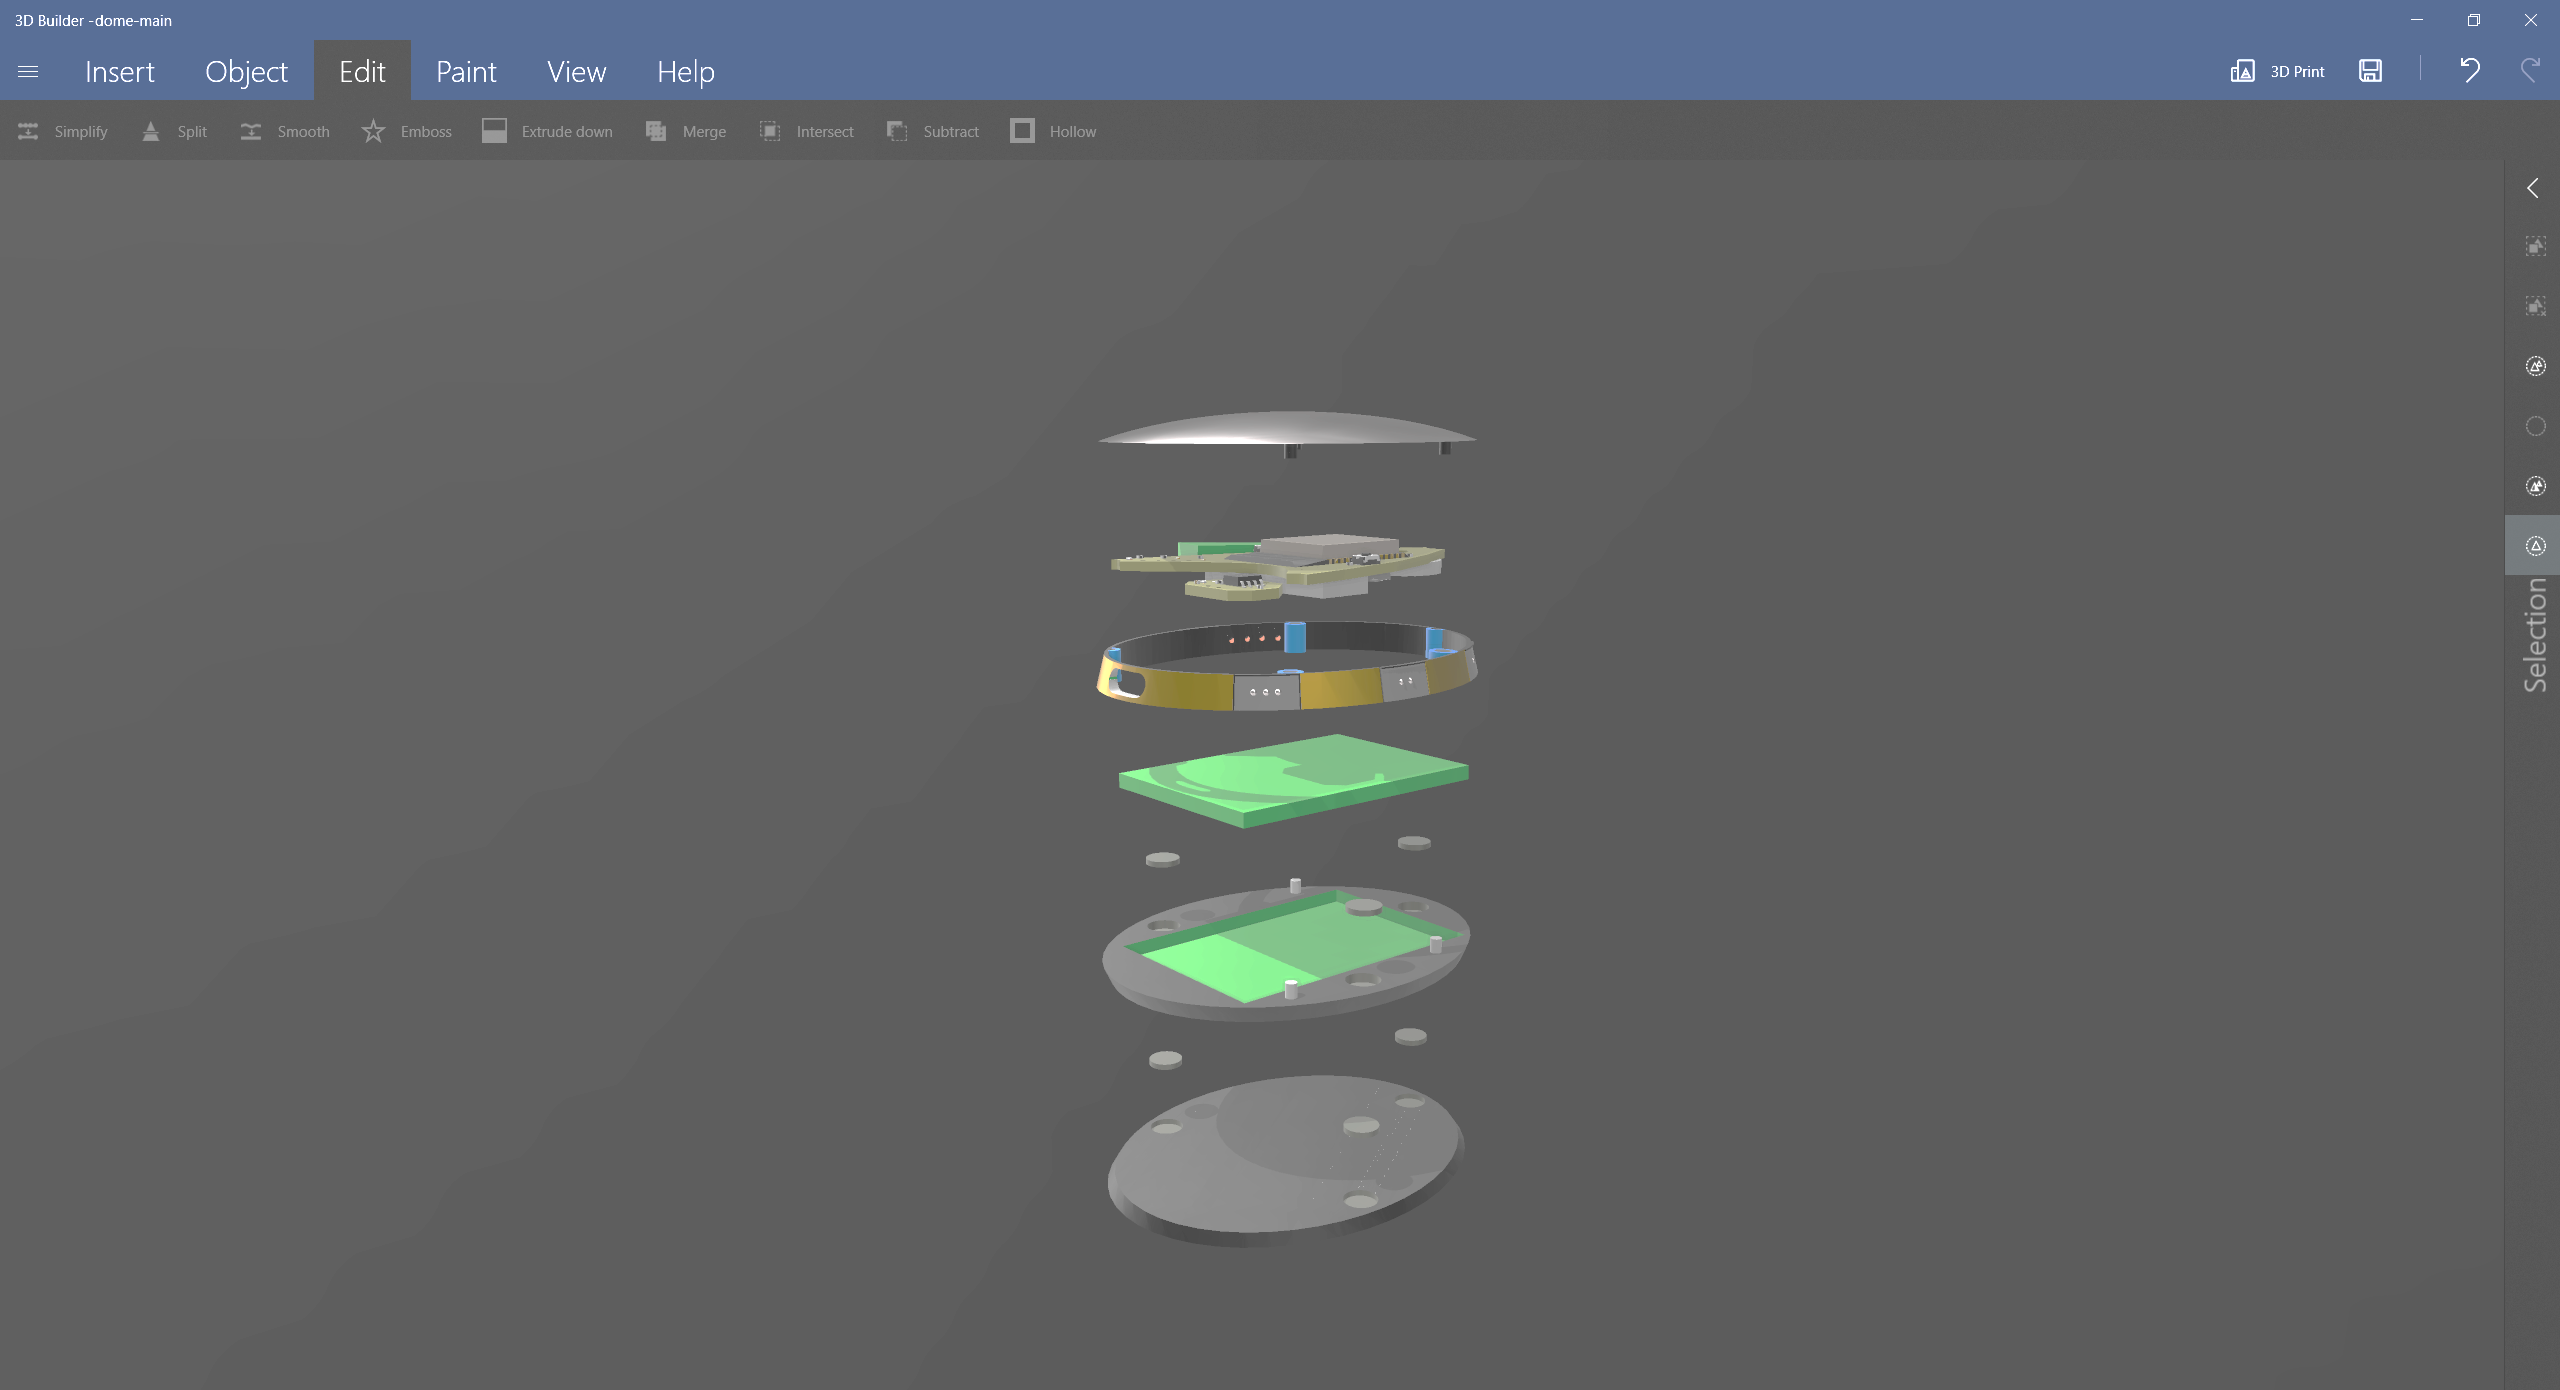 3D Builder -dome-main
Insert Object Edit Paint View Help 3D Print
Simplify Split Smooth Emboss Extrude down Merge Intersect Subtract Hollow
Selection